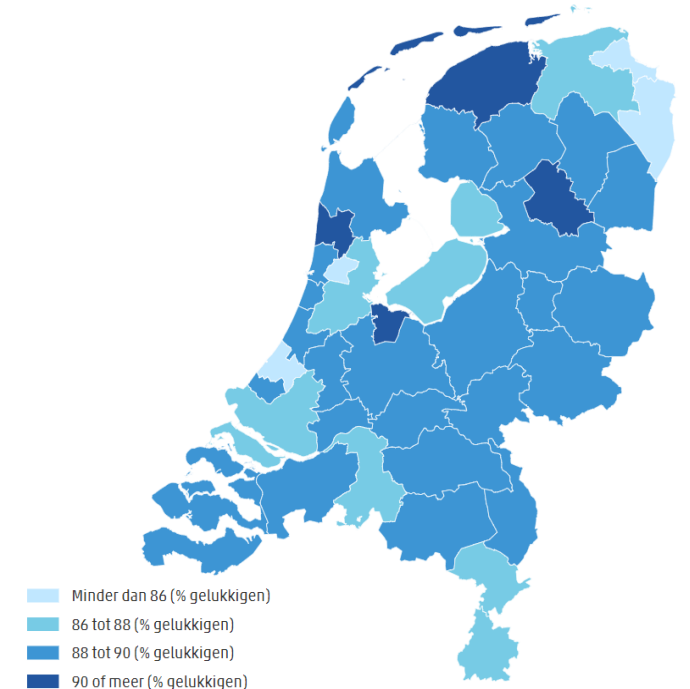 Minder dan 86 (% gelukkigen)
86 tot 88 (% gelukkigen)
88 tot 90 (% gelukkigen)
90 of meer (% gelukkigen)